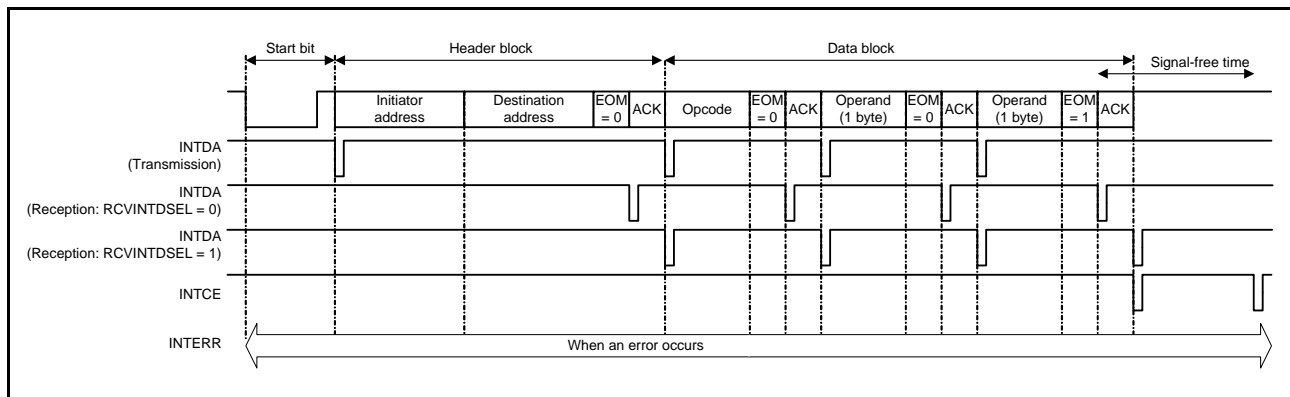 Start bit
Header block
Data block
Signal-free time
Initiator address
Destination address
EOM = 0
ACK
Opcode
EOM = 0
ACK
Operand (1 byte)
EOM = 0
ACK
Operand (1 byte)
EOM = 1
ACK
INTDA
(Transmission)
INTDA
(Reception: RCVINTDSEL = 0)
INTDA
(Reception: RCVINTDSEL = 1)
INTCE
INTERR
When an error occurs